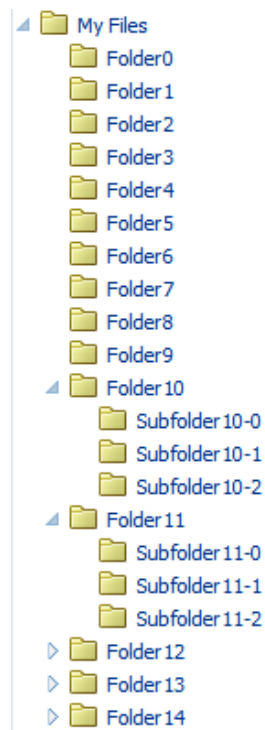 My Files
Folder0
Folder1
Folder2
Folder3
Folder4
Folder5
Folder6
Folder7
Folder8
Folder9
Folder10
Subfolder10-0
Subfolder10-1
Subfolder10-2
Folder11
Subfolder11-0
Subfolder11-1
Subfolder11-2
Folder12
Folder13
Folder14